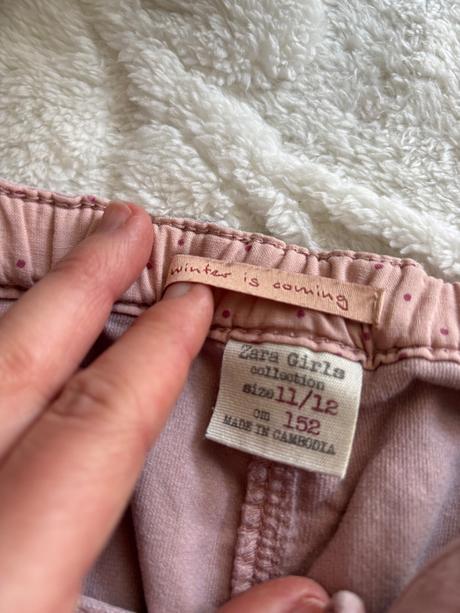 winter is coming
Zara Girls
collection
size 11/12
cm 152
MADE IN CAMBODIA